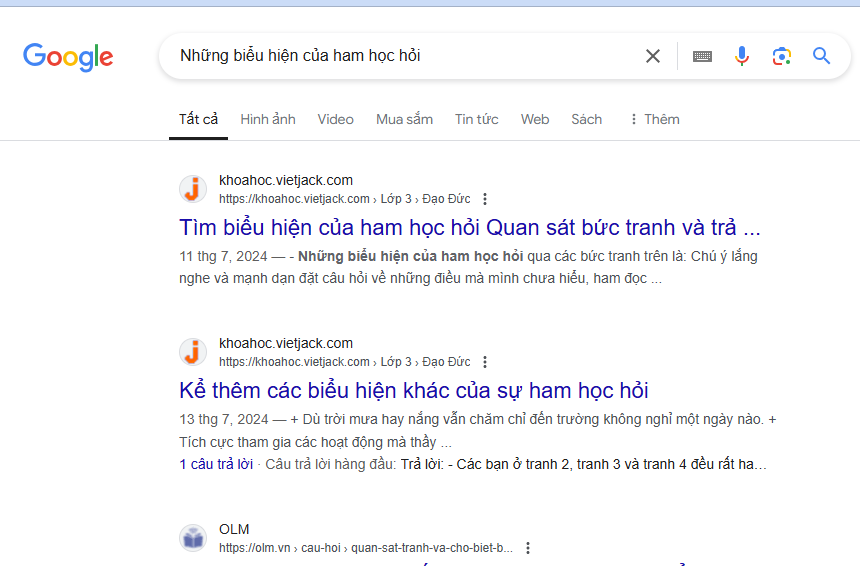 Google
Những biểu hiện của ham học hỏi
Tất cả Hình ảnh Video Mua sắm Tin tức Web Sách Thêm
khoahoc.vietjack.com
https://khoahoc.vietjack.com › Lớp 3 › Đạo Đức
Tìm biểu hiện của ham học hỏi Quan sát bức tranh và trả ...
11 thg 7, 2024 — - Những biểu hiện của ham học hỏi qua các bức tranh trên là: Chú ý lắng
nghe và mạnh dạn đặt câu hỏi về những điều mà mình chưa hiểu, ham đọc ...
khoahoc.vietjack.com
https://khoahoc.vietjack.com › Lớp 3 › Đạo Đức
Kể thêm các biểu hiện khác của sự ham học hỏi
13 thg 7, 2024 — + Dù trời mưa hay nắng vẫn chăm chỉ đến trường không nghỉ một ngày nào. +
Tích cực tham gia các hoạt động mà thầy ...
1 câu trả lời · Câu trả lời hàng đầu: Trả lời: - Các bạn ở tranh 2, tranh 3 và tranh 4 đều rất ha...
OLM
https://olm.vn › cau-hoi › quan-sat-tranh-va-cho-biet-b...